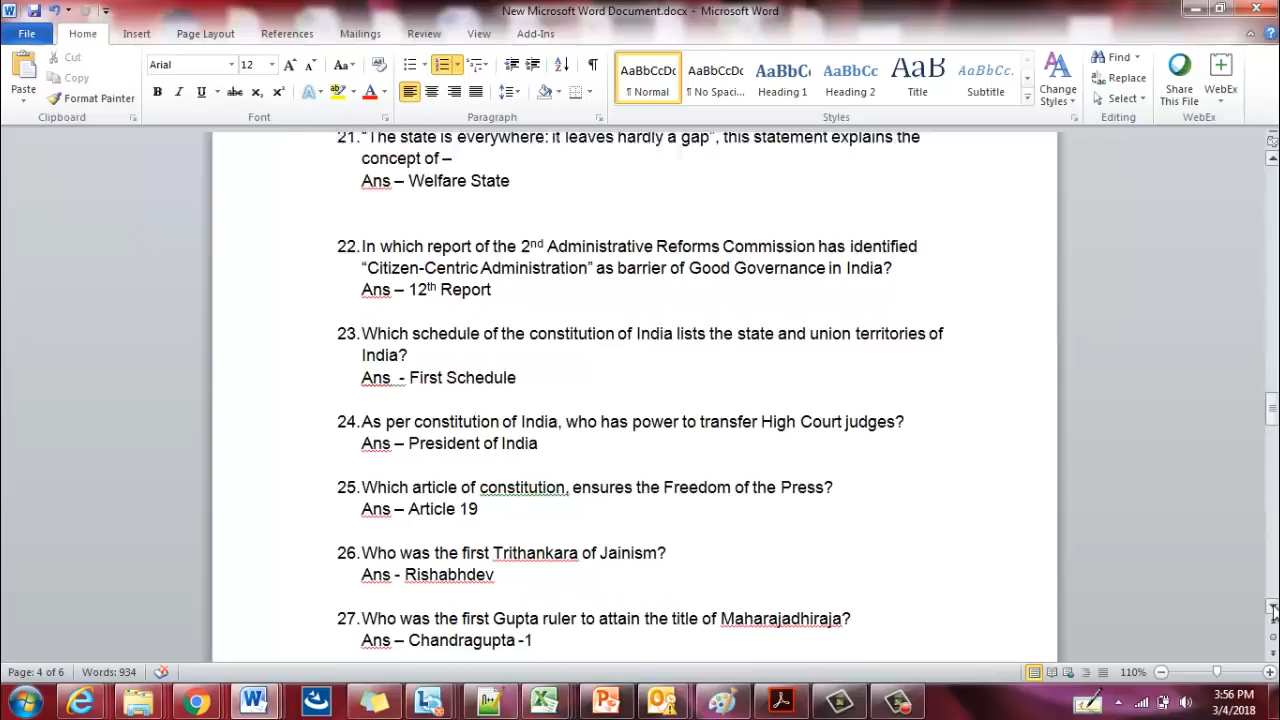 New Microsoft Word Document.docx - Microsoft Word
File Home Insert Page Layout References Mailings Review View Add-Ins
Paste Cut Copy Format Painter Clipboard
Arial 12 Font
Paragraph
AaBbCcDc ¶ Normal AaBbCcDc ¶ No Spaci... AaBbC Heading 1 AaBbCc Heading 2 AaB Title AaBbCc. Subtitle Change Styles Styles
Find Replace Select Editing
Share This File WebEx WebEx
21. “The state is everywhere: it leaves hardly a gap”, this statement explains the
concept of –
Ans – Welfare State
22. In which report of the 2nd Administrative Reforms Commission has identified
“Citizen-Centric Administration” as barrier of Good Governance in India?
Ans – 12th Report
23. Which schedule of the constitution of India lists the state and union territories of
India?
Ans - First Schedule
24. As per constitution of India, who has power to transfer High Court judges?
Ans – President of India
25. Which article of constitution, ensures the Freedom of the Press?
Ans – Article 19
26. Who was the first Trithankara of Jainism?
Ans - Rishabhdev
27. Who was the first Gupta ruler to attain the title of Maharajadhiraja?
Ans – Chandragupta -1
Page: 4 of 6 Words: 934 110%
3:56 PM
3/4/2018